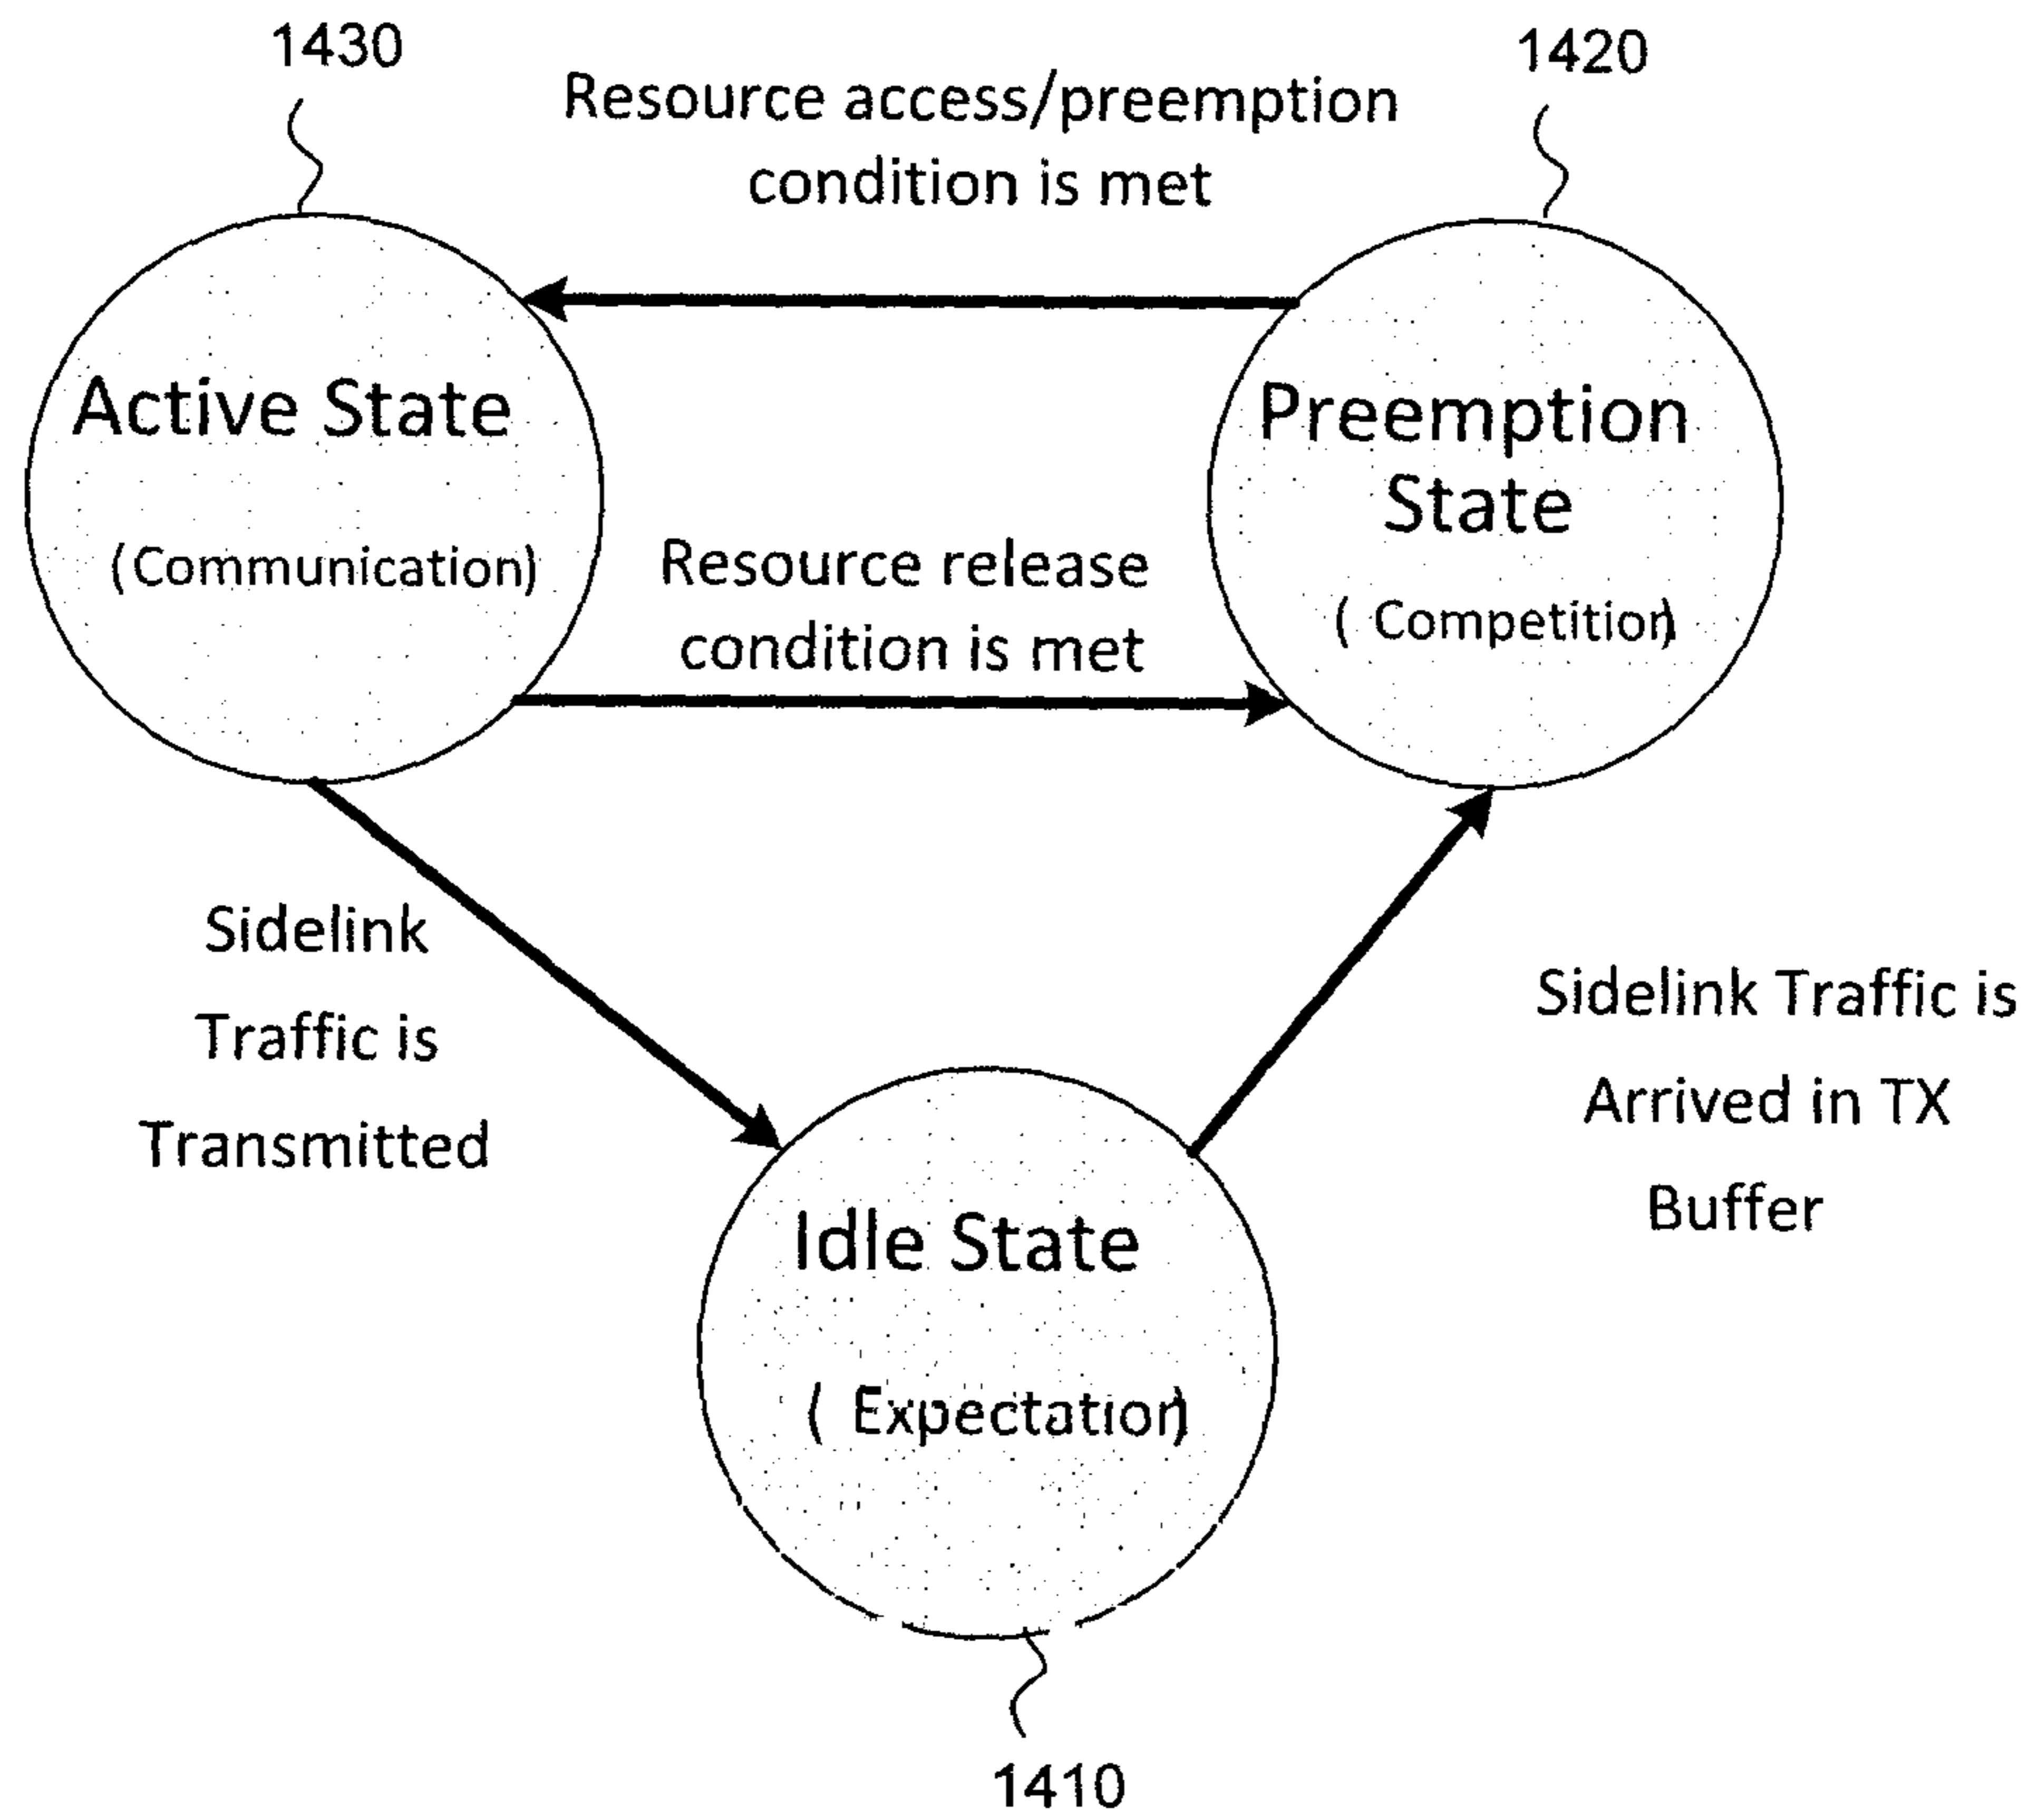 1430
1420
Resource access/preemption
condition is met
Active State
(Communication)
Preemption
State
( Competition)
Resource release
condition is met
Sidelink
Traffic is
Transmitted
Sidelink Traffic is
Arrived in TX
Buffer
Idle State
( Expectation)
1410